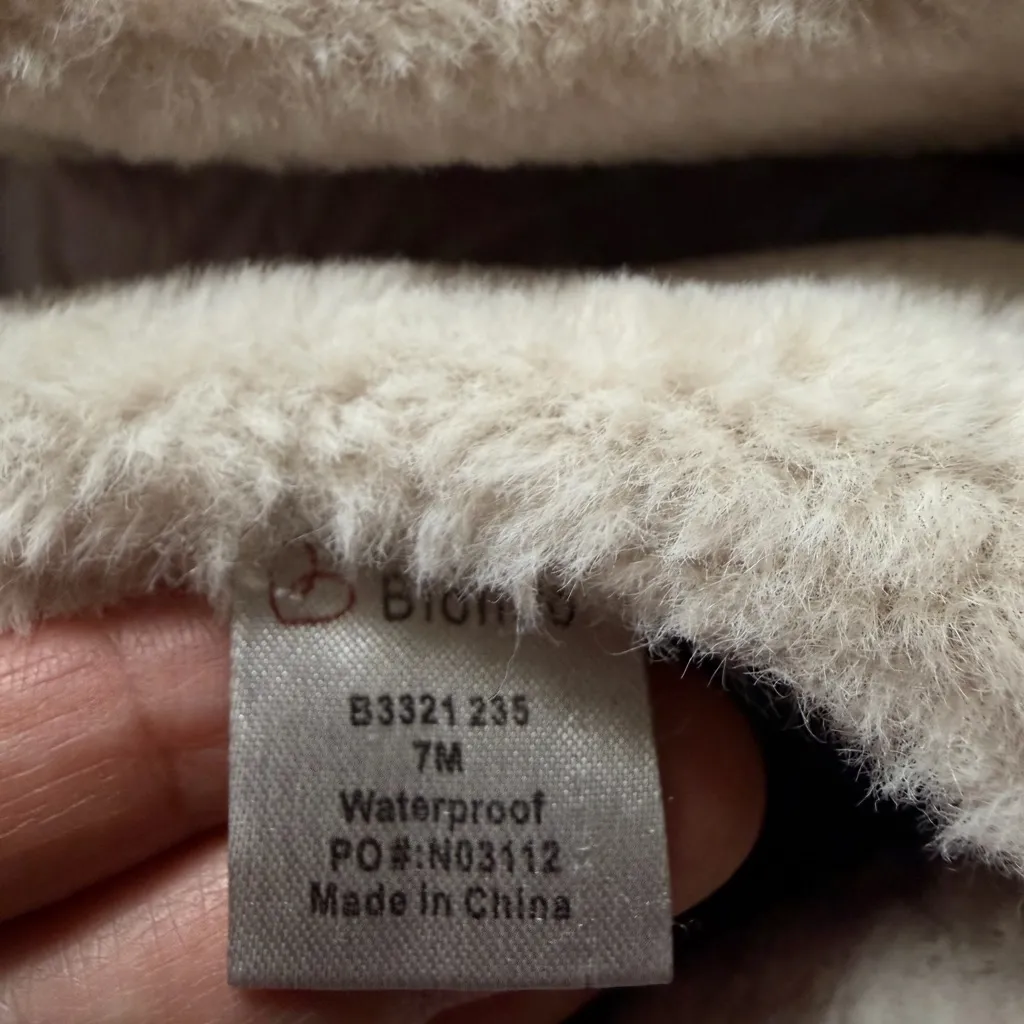 B3321 235
7M
Waterproof
PO#:N03112
Made in China